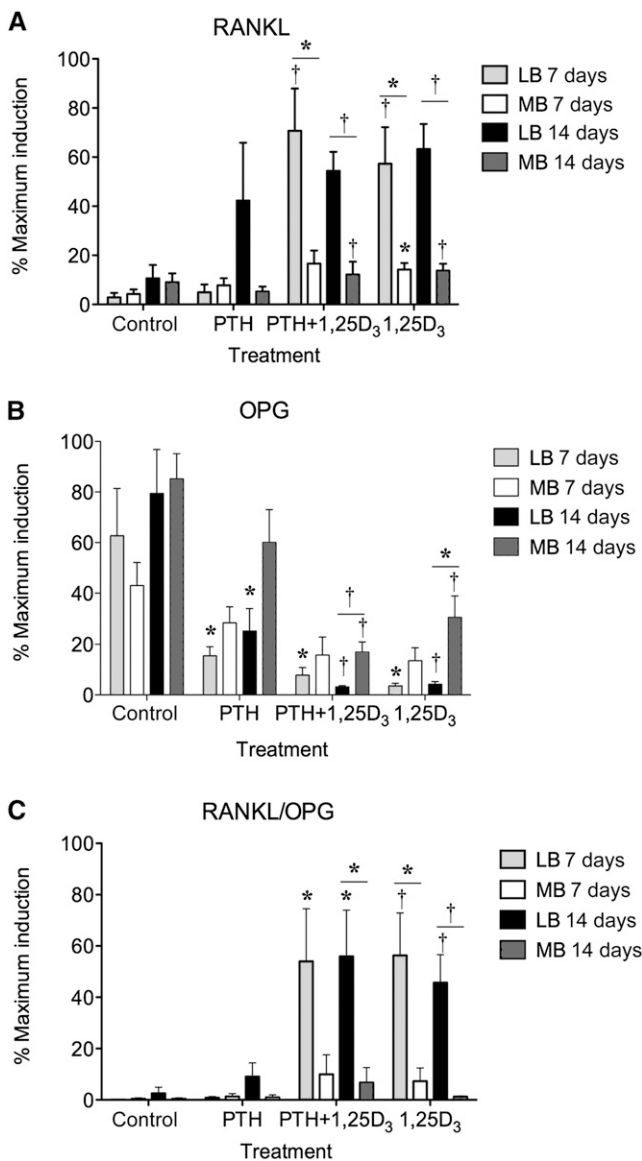 A
RANKL
100
80
60
40
20
0
% Maximum induction
†
*
†
†
†
*
*
†
†
Control PTH PTH+1,25D₃ 1,25D₃
Treatment
LB 7 days
MB 7 days
LB 14 days
MB 14 days
B
OPG
100
80
60
40
20
0
% Maximum induction
*
*
*
†
†
†
*
†
*
†
Control PTH PTH+1,25D₃ 1,25D₃
Treatment
LB 7 days
MB 7 days
LB 14 days
MB 14 days
C
RANKL/OPG
100
80
60
40
20
0
% Maximum induction
*
*
*
†
*
†
†
Control PTH PTH+1,25D₃ 1,25D₃
Treatment
LB 7 days
MB 7 days
LB 14 days
MB 14 days